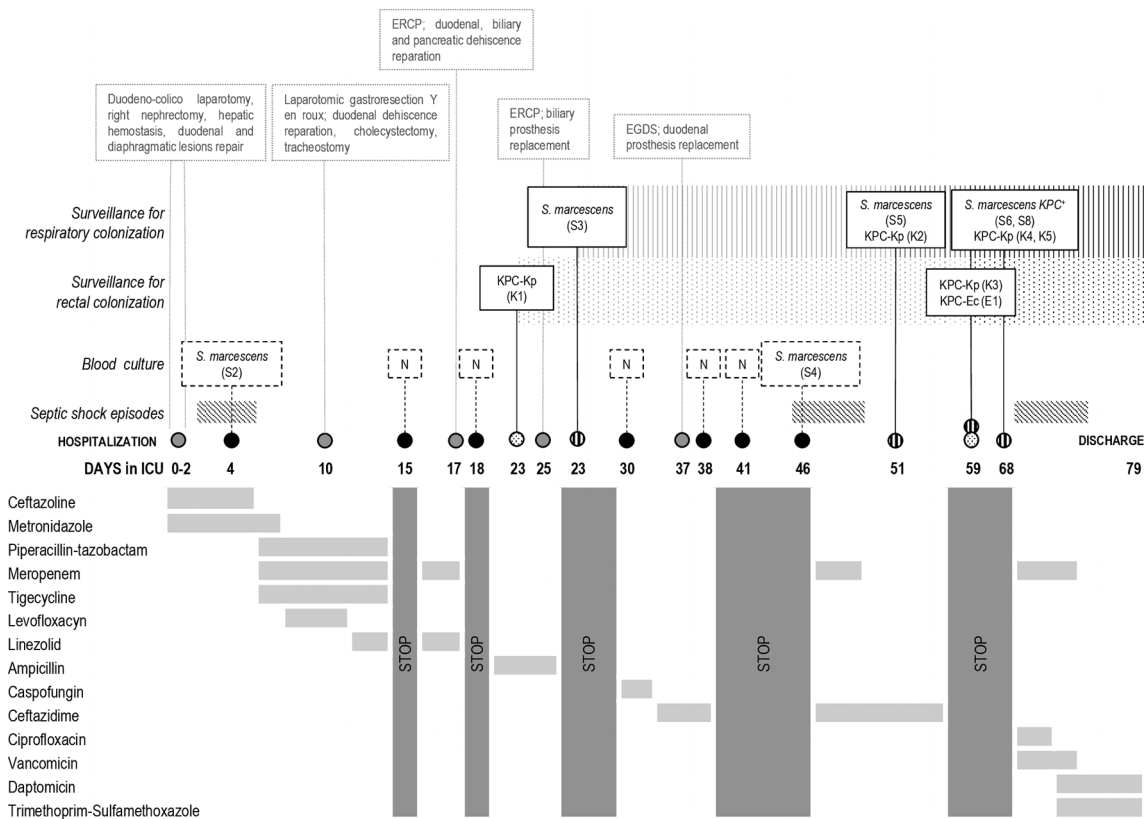 ERCP; duodenal, biliary
and pancreatic dehiscence
reparation
Duodeno-colico laparotomy,
right nephrectomy, hepatic
hemostasis, duodenal and
diaphragmatic lesions repair
Laparotomic gastroresection Y
en roux; duodenal dehiscence
reparation, cholecystectomy,
tracheostomy
ERCP; biliary
prosthesis
replacement
EGDS; duodenal
prosthesis replacement
Surveillance for
respiratory colonization
S. marcescens
(S3)
S. marcescens
(S5)
KPC-Kp (K2)
S. marcescens KPC+
(S6, S8)
KPC-Kp (K4, K5)
Surveillance for
rectal colonization
KPC-Kp
(K1)
KPC-Kp (K3)
KPC-Ec (E1)
Blood culture
S. marcescens
(S2)
N
N
N
N
N
S. marcescens
(S4)
Septic shock episodes
HOSPITALIZATION
DISCHARGE
DAYS in ICU 0-2 4 10 15 17 18 23 25 23 30 37 38 41 46 51 59 68 79
Ceftazoline
Metronidazole
Piperacillin-tazobactam
Meropenem
Tigecycline
Levofloxacyn
Linezolid
Ampicillin
Caspofungin
Ceftazidime
Ciprofloxacin
Vancomicin
Daptomicin
Trimethoprim-Sulfamethoxazole
STOP
STOP
STOP
STOP
STOP